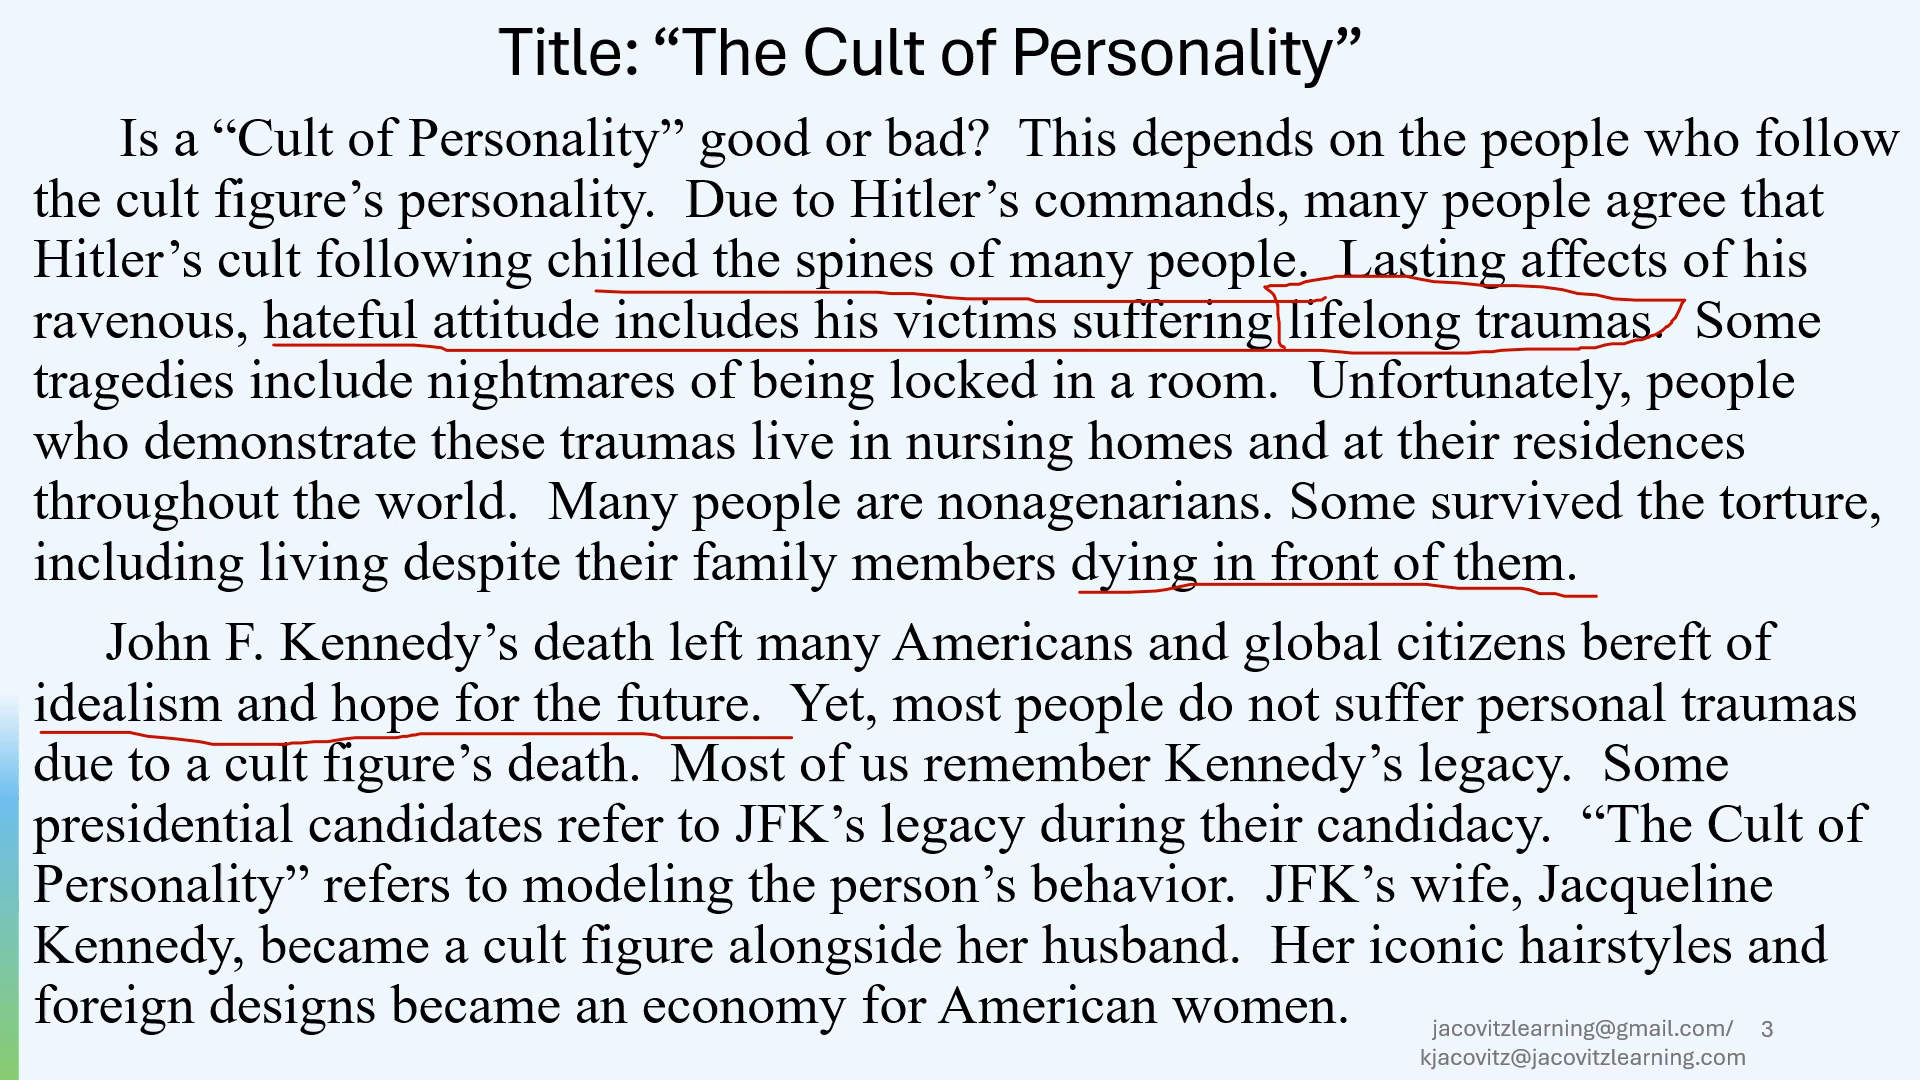 Title: “The Cult of Personality”
Is a “Cult of Personality” good or bad?  This depends on the people who follow
the cult figure’s personality.  Due to Hitler’s commands, many people agree that
Hitler’s cult following chilled the spines of many people.  Lasting affects of his
ravenous, hateful attitude includes his victims suffering lifelong traumas.  Some
tragedies include nightmares of being locked in a room.  Unfortunately, people
who demonstrate these traumas live in nursing homes and at their residences
throughout the world.  Many people are nonagenarians. Some survived the torture,
including living despite their family members dying in front of them.
John F. Kennedy’s death left many Americans and global citizens bereft of
idealism and hope for the future.  Yet, most people do not suffer personal traumas
due to a cult figure’s death.  Most of us remember Kennedy’s legacy.  Some
presidential candidates refer to JFK’s legacy during their candidacy.  “The Cult of
Personality” refers to modeling the person’s behavior.  JFK’s wife, Jacqueline
Kennedy, became a cult figure alongside her husband.  Her iconic hairstyles and
foreign designs became an economy for American women.
jacovitzlearning@gmail.com/ 3
kjacovitz@jacovitzlearning.com